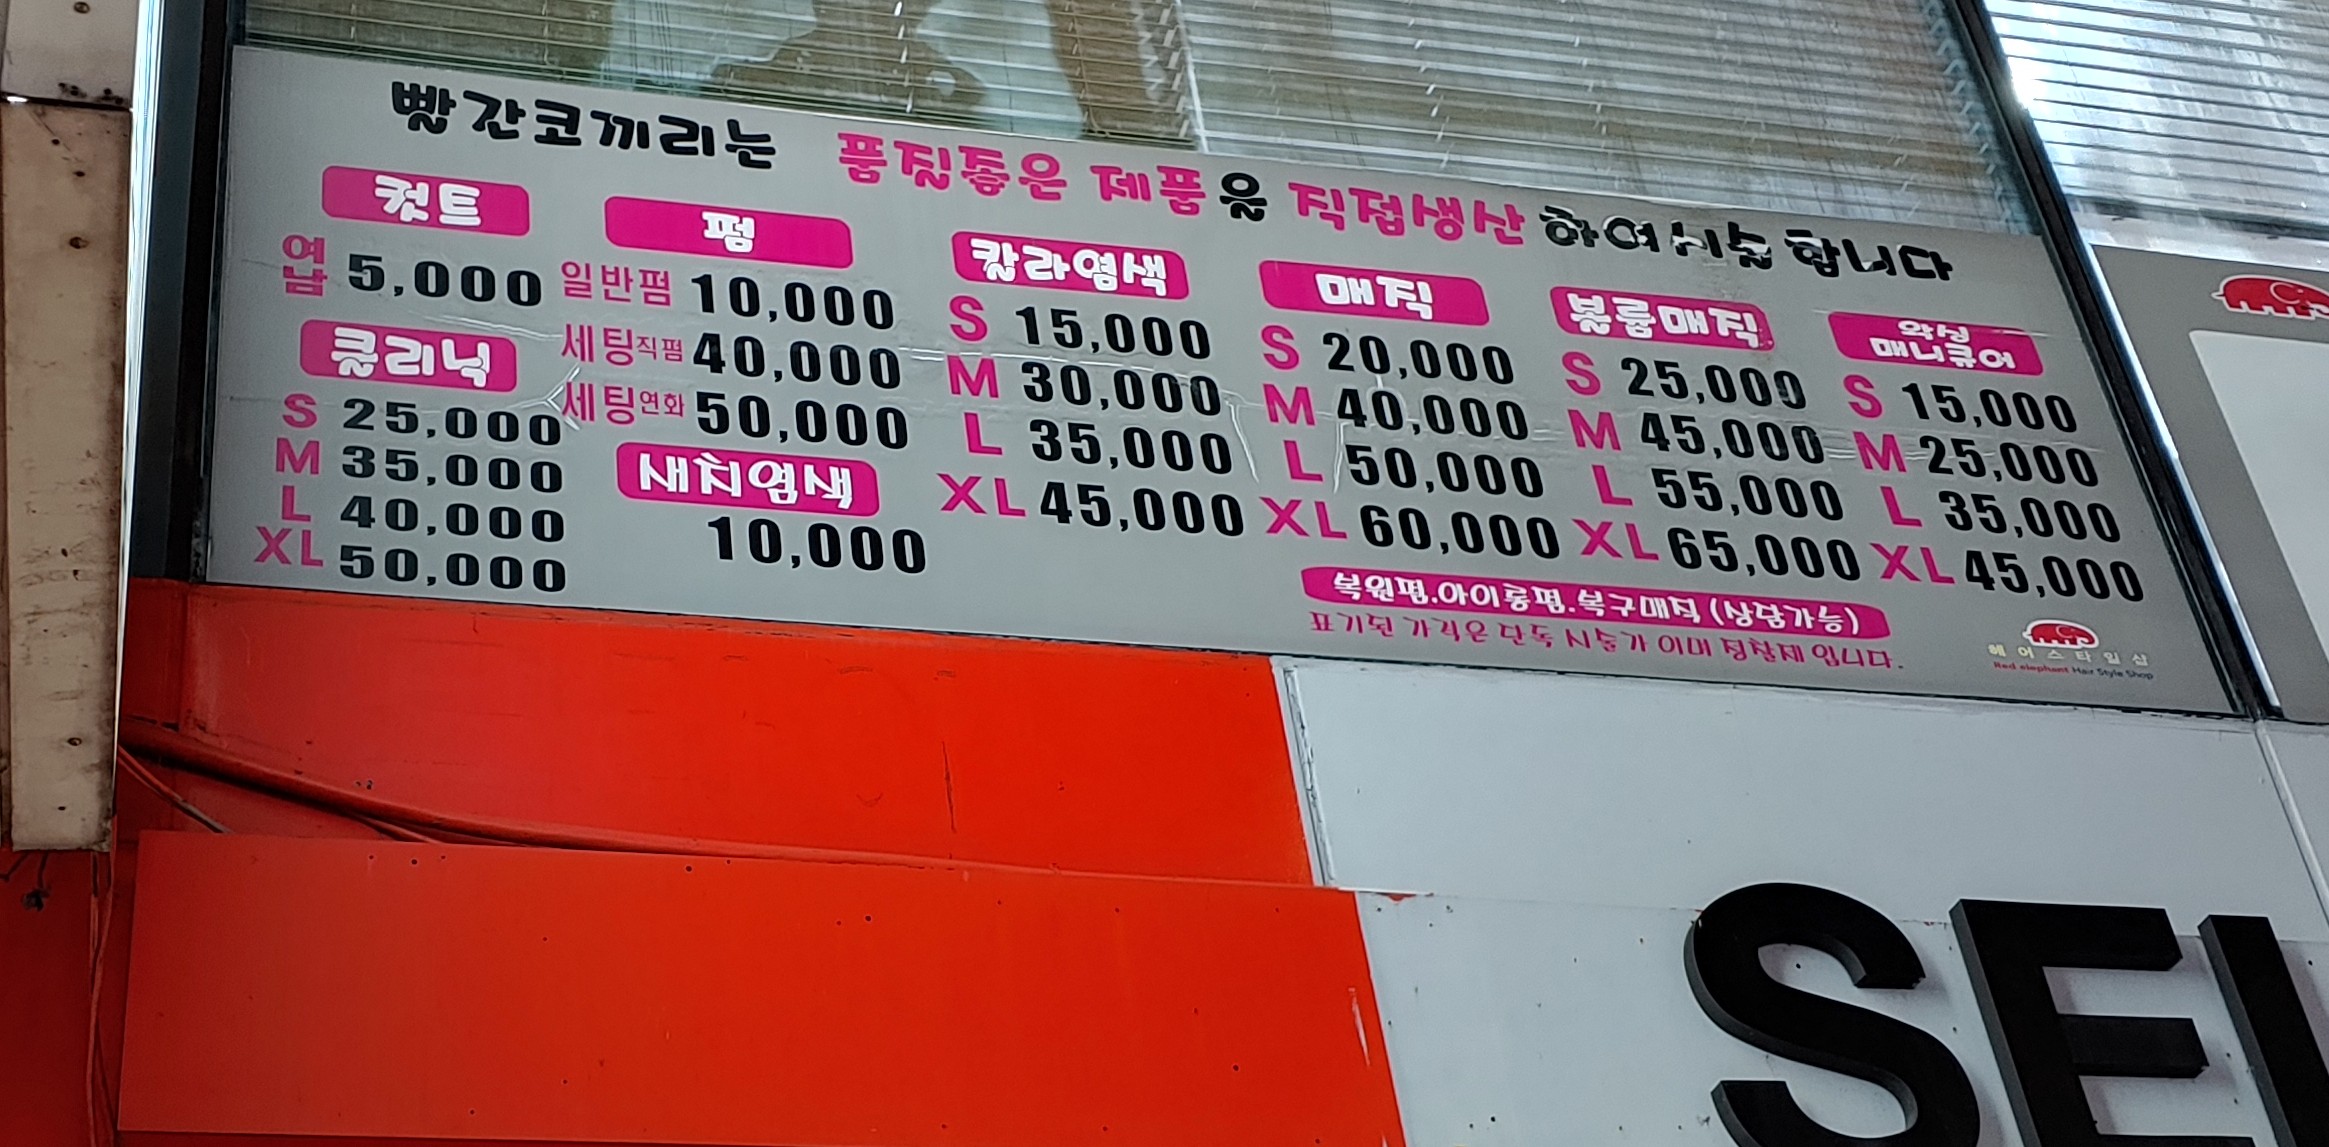 빨간코끼리는 품질좋은 제품을 직접생산 하여시술합니다
컷트
여
남 5,000
클리닉
S 25,000
M 35,000
L 40,000
XL 50,000
펌
일반펌 10,000
세팅직펌 40,000
세팅연화 50,000
새치염색
10,000
칼라염색
S 15,000
M 30,000
L 35,000
XL 45,000
매직
S 20,000
M 40,000
L 50,000
XL 60,000
볼륨매직
S 25,000
M 45,000
L 55,000
XL 65,000
왁싱
매니큐어
S 15,000
M 25,000
L 35,000
XL 45,000
복원펌.아이롱펌.복구매직 (상담가능)
표기된 가격은 단독 시술가 이며 정찰제 입니다.
헤어스타일샵
Red elephant Hair Style Shop